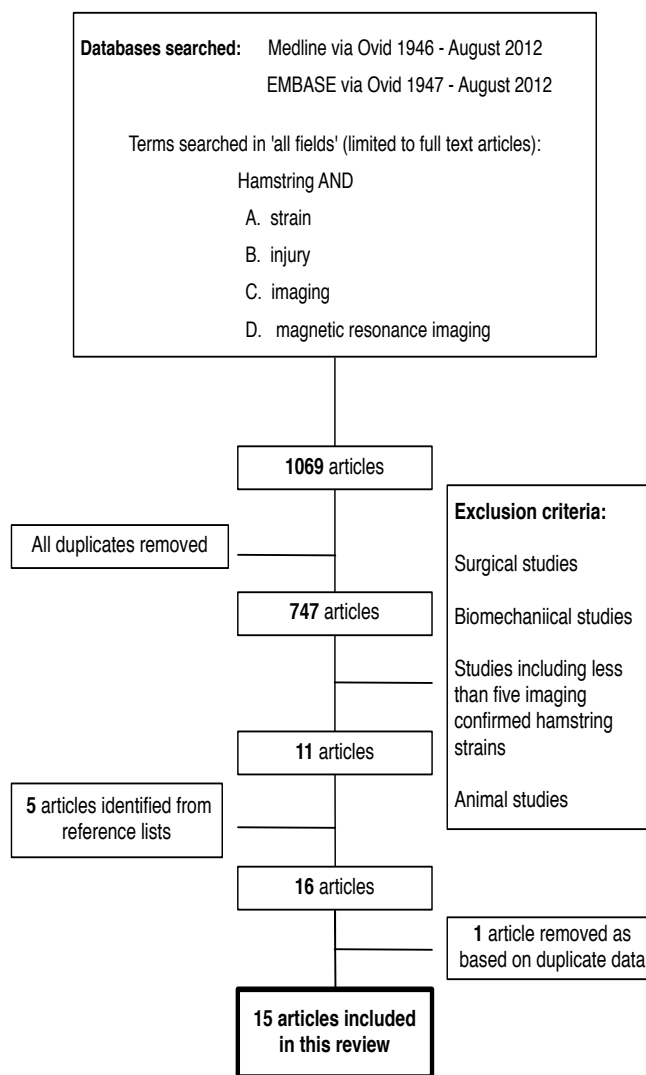 Databases searched: Medline via Ovid 1946 - August 2012
EMBASE via Ovid 1947 - August 2012
Terms searched in 'all fields' (limited to full text articles):
Hamstring AND
A. strain
B. injury
C. imaging
D. magnetic resonance imaging
1069 articles
All duplicates removed
747 articles
Exclusion criteria:
Surgical studies
Biomechaniical studies
Studies including less
than five imaging
confirmed hamstring
strains
Animal studies
11 articles
5 articles identified from
reference lists
16 articles
1 article removed as
based on duplicate data
15 articles included
in this review